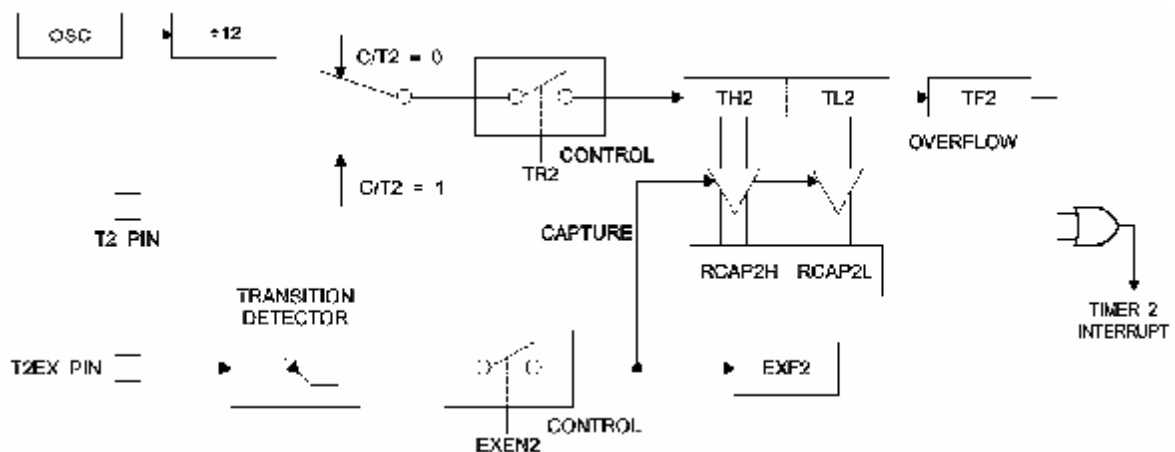 OSC
÷12
C/T2 = 0
TH2
TL2
TF2
OVERFLOW
CONTROL
TR2
C/T2 = 1
T2 PIN
CAPTURE
RCAP2H
RCAP2L
TRANSITION
DETECTOR
TIMER 2
INTERRUPT
T2EX PIN
EXF2
CONTROL
EXEN2